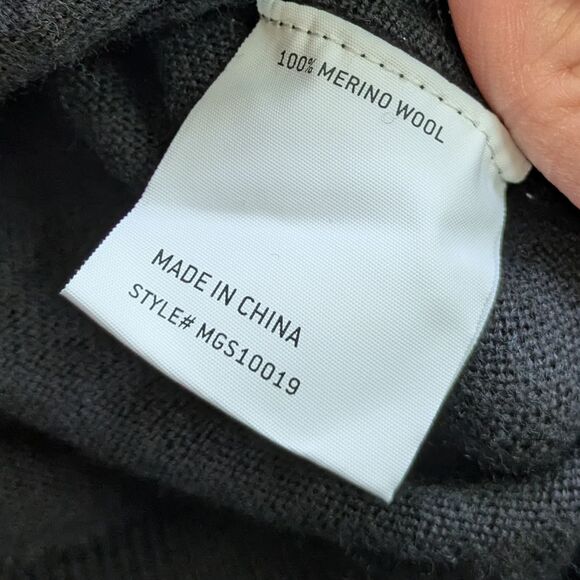 100% MERINO WOOL
MADE IN CHINA
STYLE# MGS10019